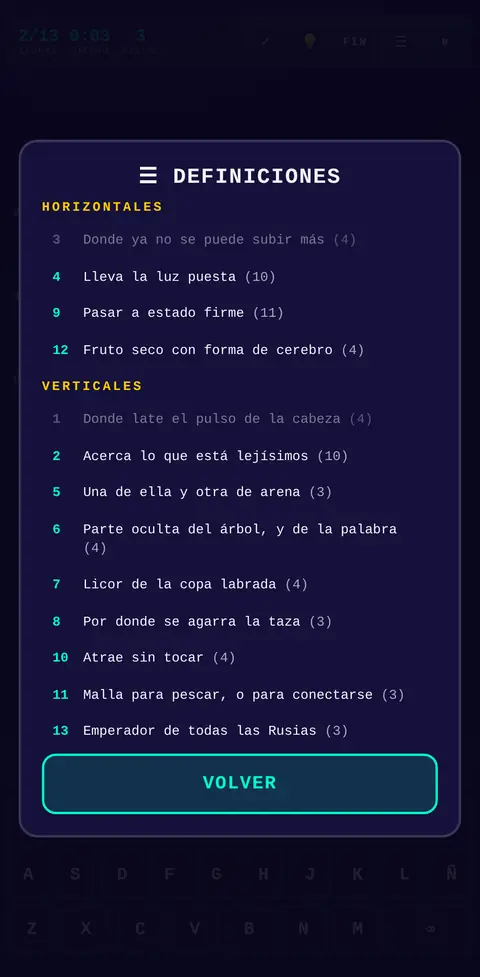 2/13 0:03 3
✓ 💡 FIN ☰
☰ DEFINICIONES
HORIZONTALES
3 Donde ya no se puede subir más (4)
4 Lleva la luz puesta (10)
9 Pasar a estado firme (11)
12 Fruto seco con forma de cerebro (4)
VERTICALES
1 Donde late el pulso de la cabeza (4)
2 Acerca lo que está lejísimos (10)
5 Una de ella y otra de arena (3)
6 Parte oculta del árbol, y de la palabra
(4)
7 Licor de la copa labrada (4)
8 Por donde se agarra la taza (3)
10 Atrae sin tocar (4)
11 Malla para pescar, o para conectarse (3)
13 Emperador de todas las Rusias (3)
VOLVER
A S D F G H J K L Ñ
Z X C V B N M ⌫